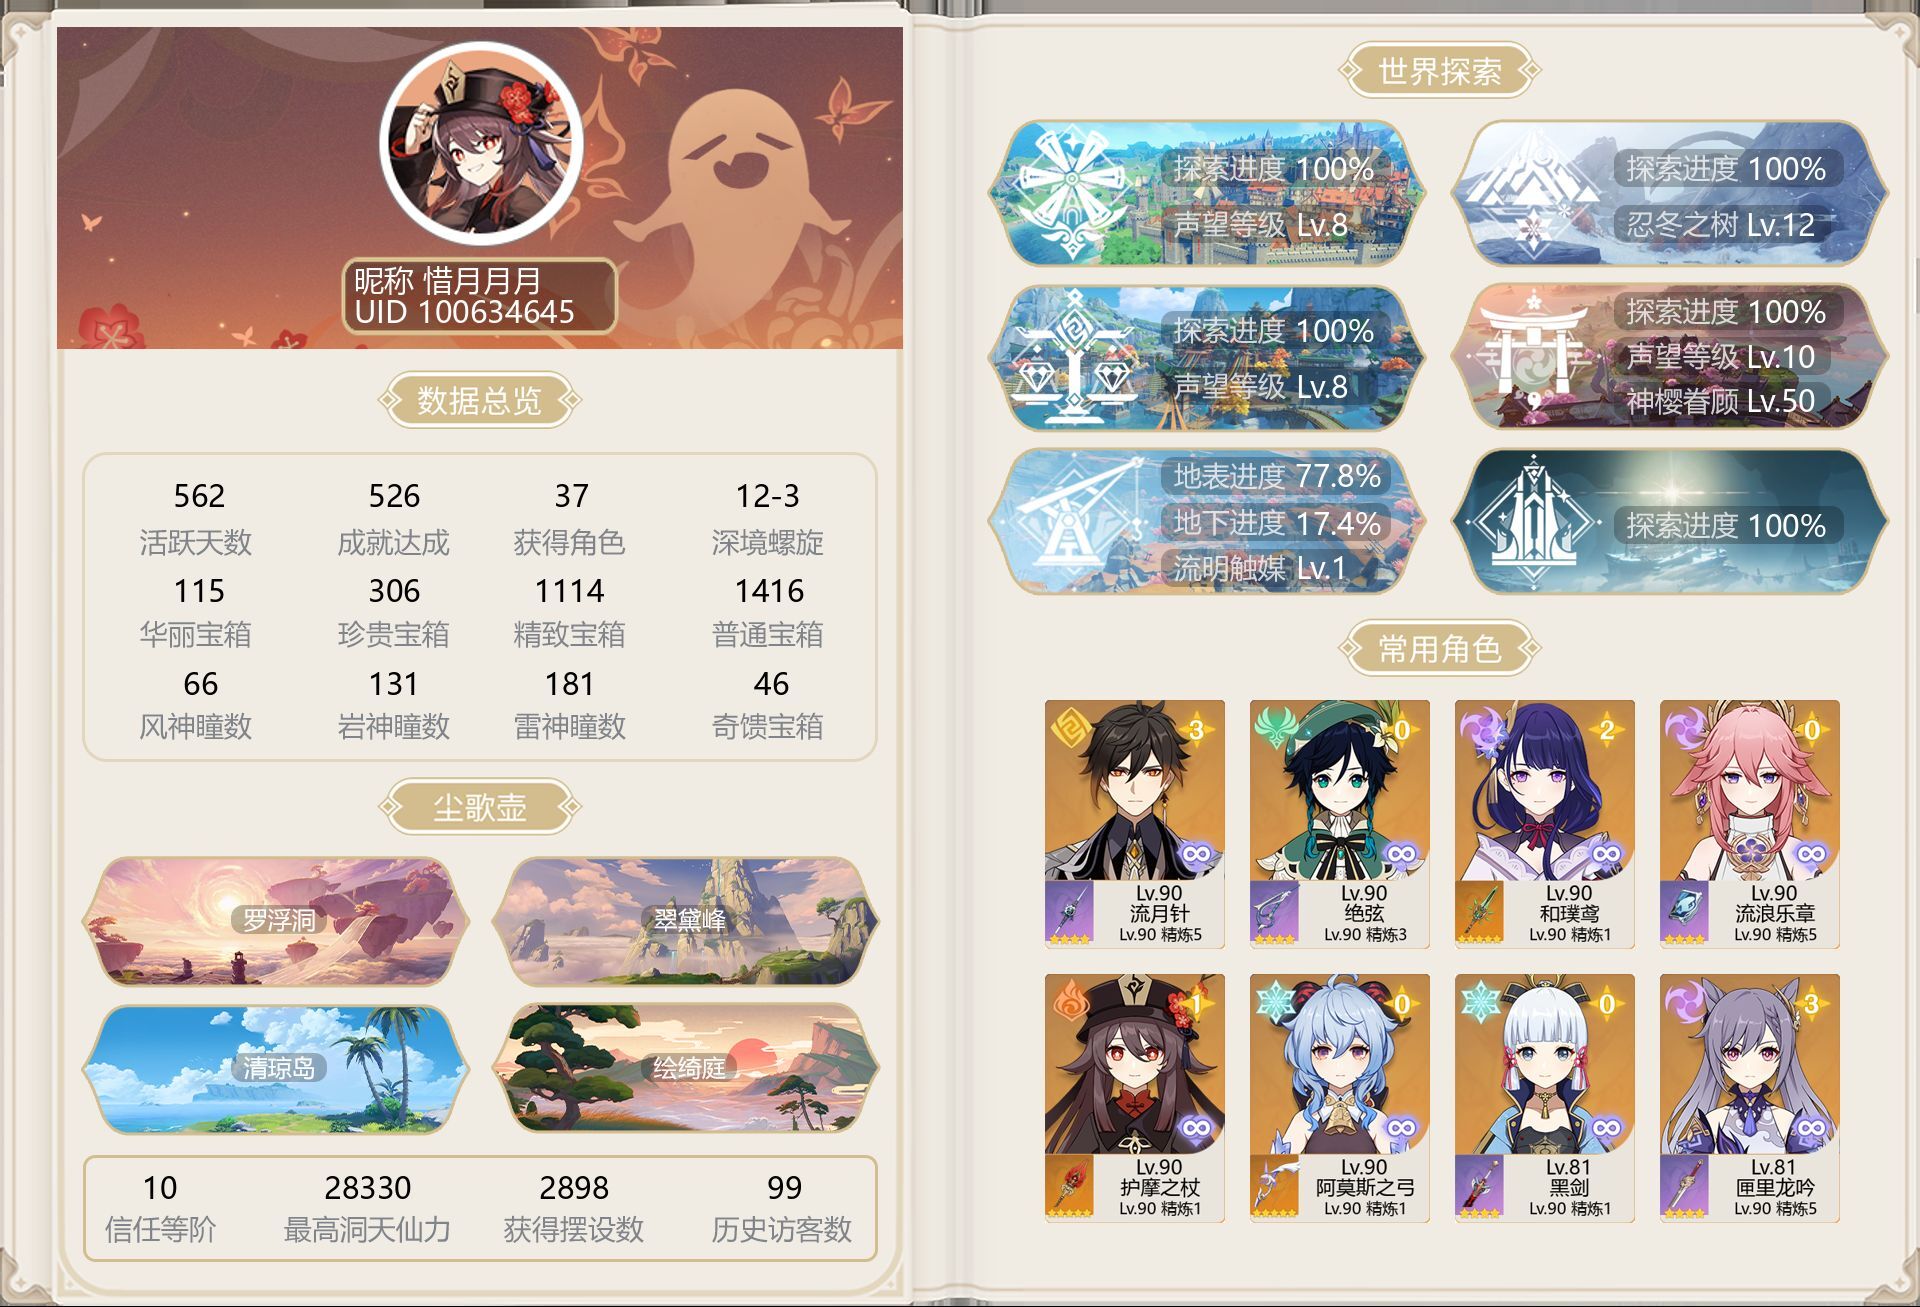 昵称 惜月月月
UID 100634645
数据总览
562 526 37 12-3
活跃天数 成就达成 获得角色 深境螺旋
115 306 1114 1416
华丽宝箱 珍贵宝箱 精致宝箱 普通宝箱
66 131 181 46
风神瞳数 岩神瞳数 雷神瞳数 奇馈宝箱
尘歌壶
罗浮洞 翠黛峰
清琼岛 绘绮庭
10 28330 2898 99
信任等阶 最高洞天仙力 获得摆设数 历史访客数
世界探索
探索进度 100%
声望等级 Lv.8
探索进度 100%
忍冬之树 Lv.12
探索进度 100%
声望等级 Lv.8
探索进度 100%
声望等级 Lv.10
神樱眷顾 Lv.50
地表进度 77.8%
地下进度 17.4%
流明触媒 Lv.1
探索进度 100%
常用角色
3
Lv.90
流月针
Lv.90 精炼5
0
Lv.90
绝弦
Lv.90 精炼3
2
Lv.90
和璞鸢
Lv.90 精炼1
0
Lv.90
流浪乐章
Lv.90 精炼5
1
Lv.90
护摩之杖
Lv.90 精炼1
0
Lv.90
阿莫斯之弓
Lv.90 精炼1
0
Lv.81
黑剑
Lv.90 精炼1
3
Lv.81
匣里龙吟
Lv.90 精炼5